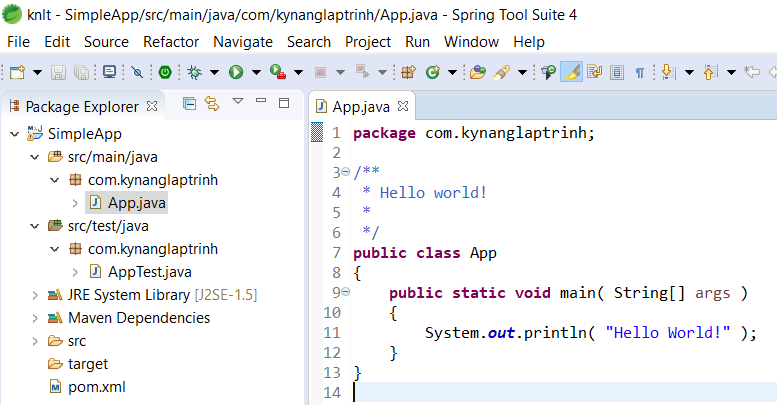 knlt - SimpleApp/src/main/java/com/kynanglaptrinh/App.java - Spring Tool Suite 4
File Edit Source Refactor Navigate Search Project Run Window Help
Package Explorer
SimpleApp
src/main/java
com.kynanglaptrinh
App.java
src/test/java
com.kynanglaptrinh
AppTest.java
JRE System Library [J2SE-1.5]
Maven Dependencies
src
target
pom.xml
App.java
1 package com.kynanglaptrinh;
2
3 /**
4 * Hello world!
5 *
6 */
7 public class App
8 {
9 public static void main( String[] args )
10 {
11 System.out.println( "Hello World!" );
12 }
13 }
14